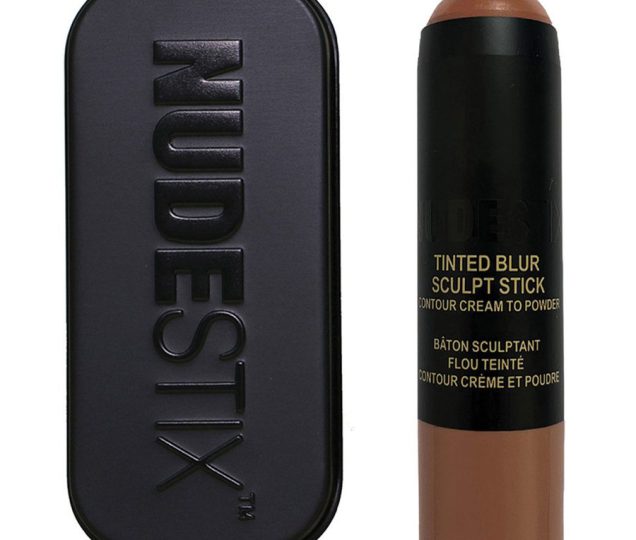 NUDESTIX™
NUDESTIX
TINTED BLUR
SCULPT STICK
CONTOUR CREAM TO POWDER
BÂTON SCULPTANT
FLOU TEINTÉ
CONTOUR CRÈME ET POUDRE